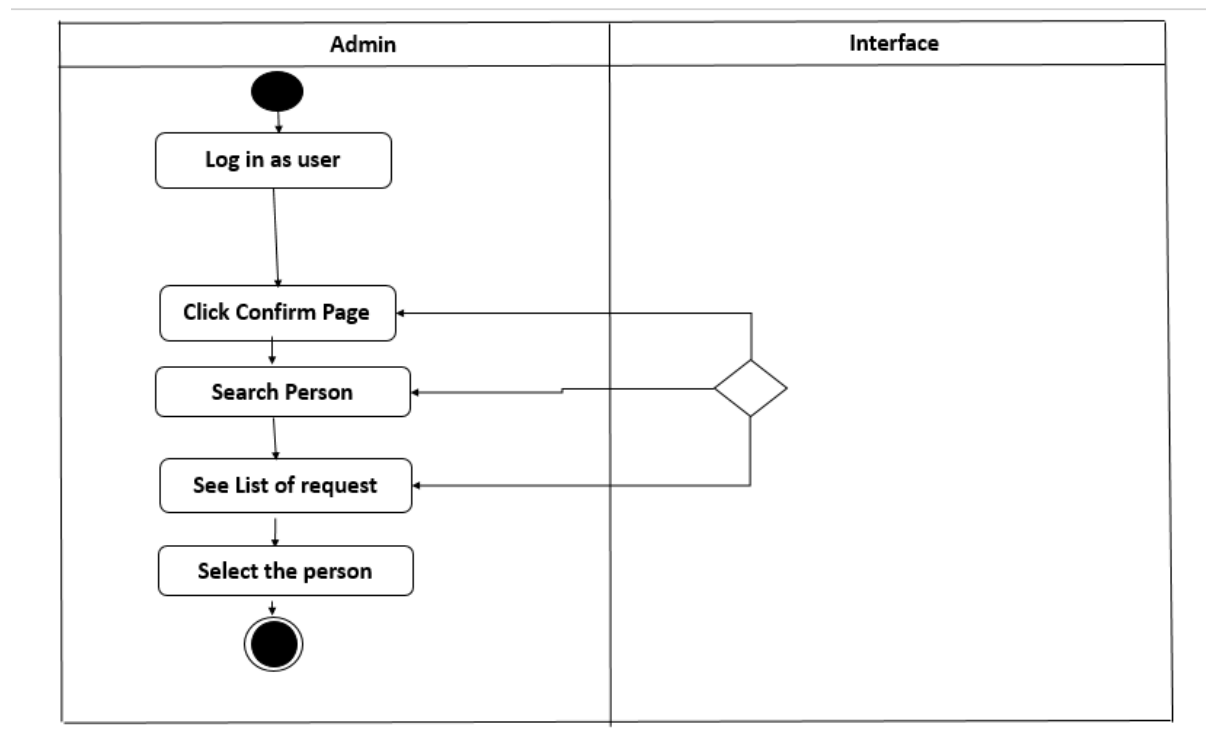 Admin
Interface
Log in as user
Click Confirm Page
Search Person
See List of request
Select the person